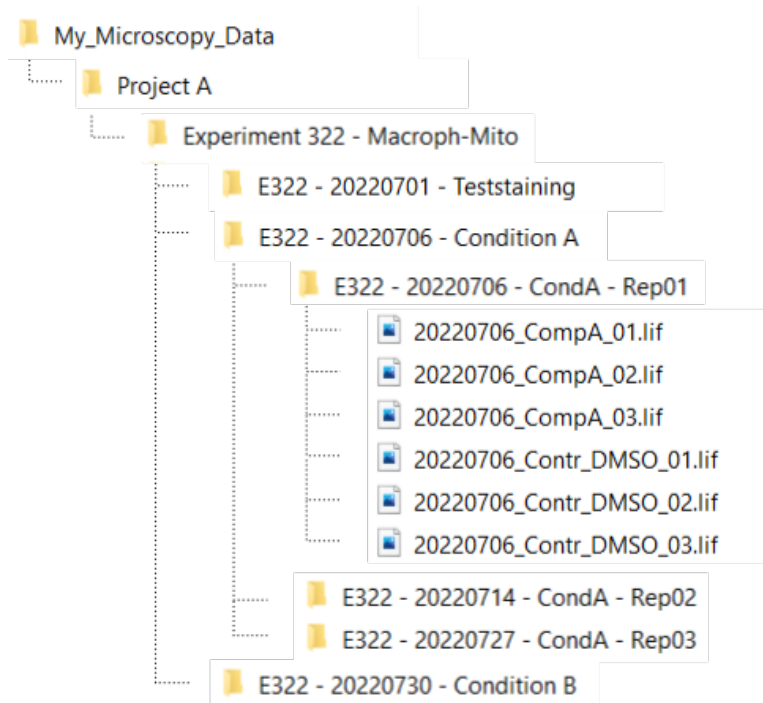 My_Microscopy_Data
Project A
Experiment 322 - Macroph-Mito
E322 - 20220701 - Teststaining
E322 - 20220706 - Condition A
E322 - 20220706 - CondA - Rep01
20220706_CompA_01.lif
20220706_CompA_02.lif
20220706_CompA_03.lif
20220706_Contr_DMSO_01.lif
20220706_Contr_DMSO_02.lif
20220706_Contr_DMSO_03.lif
E322 - 20220714 - CondA - Rep02
E322 - 20220727 - CondA - Rep03
E322 - 20220730 - Condition B